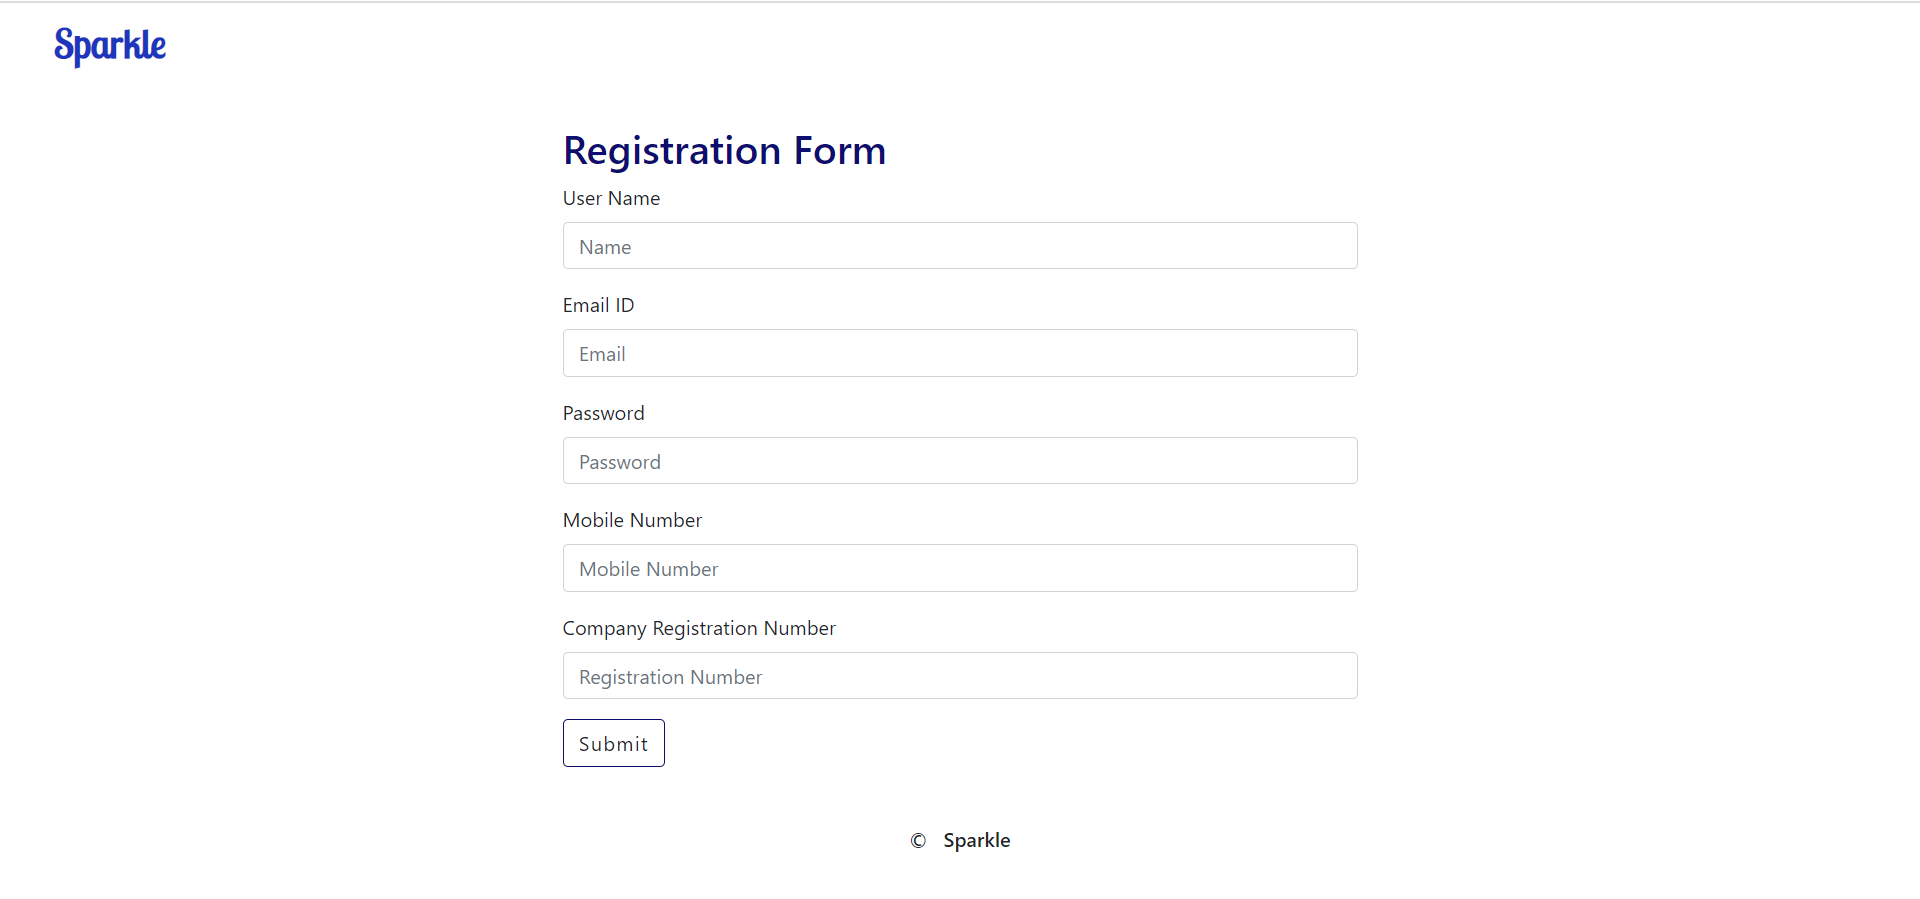 Sparkle
Registration Form
User Name
Name
Email ID
Email
Password
Password
Mobile Number
Mobile Number
Company Registration Number
Registration Number
Submit
© Sparkle